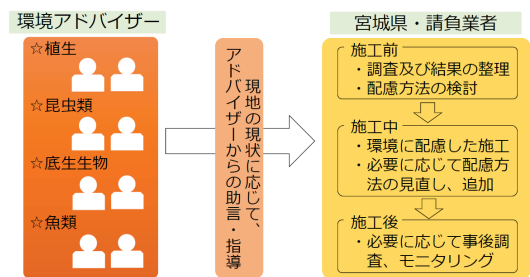 環境アドバイザー
☆植生
☆昆虫類
☆底生生物
☆魚類
現地の現状に応じて、
アドバイザーからの助言・指導
宮城県・請負業者
施工前
・調査及び結果の整理
・配慮方法の検討
施工中
・環境に配慮した施工
・必要に応じて配慮方
法の見直し、追加
施工後
・必要に応じて事後調
査、モニタリング